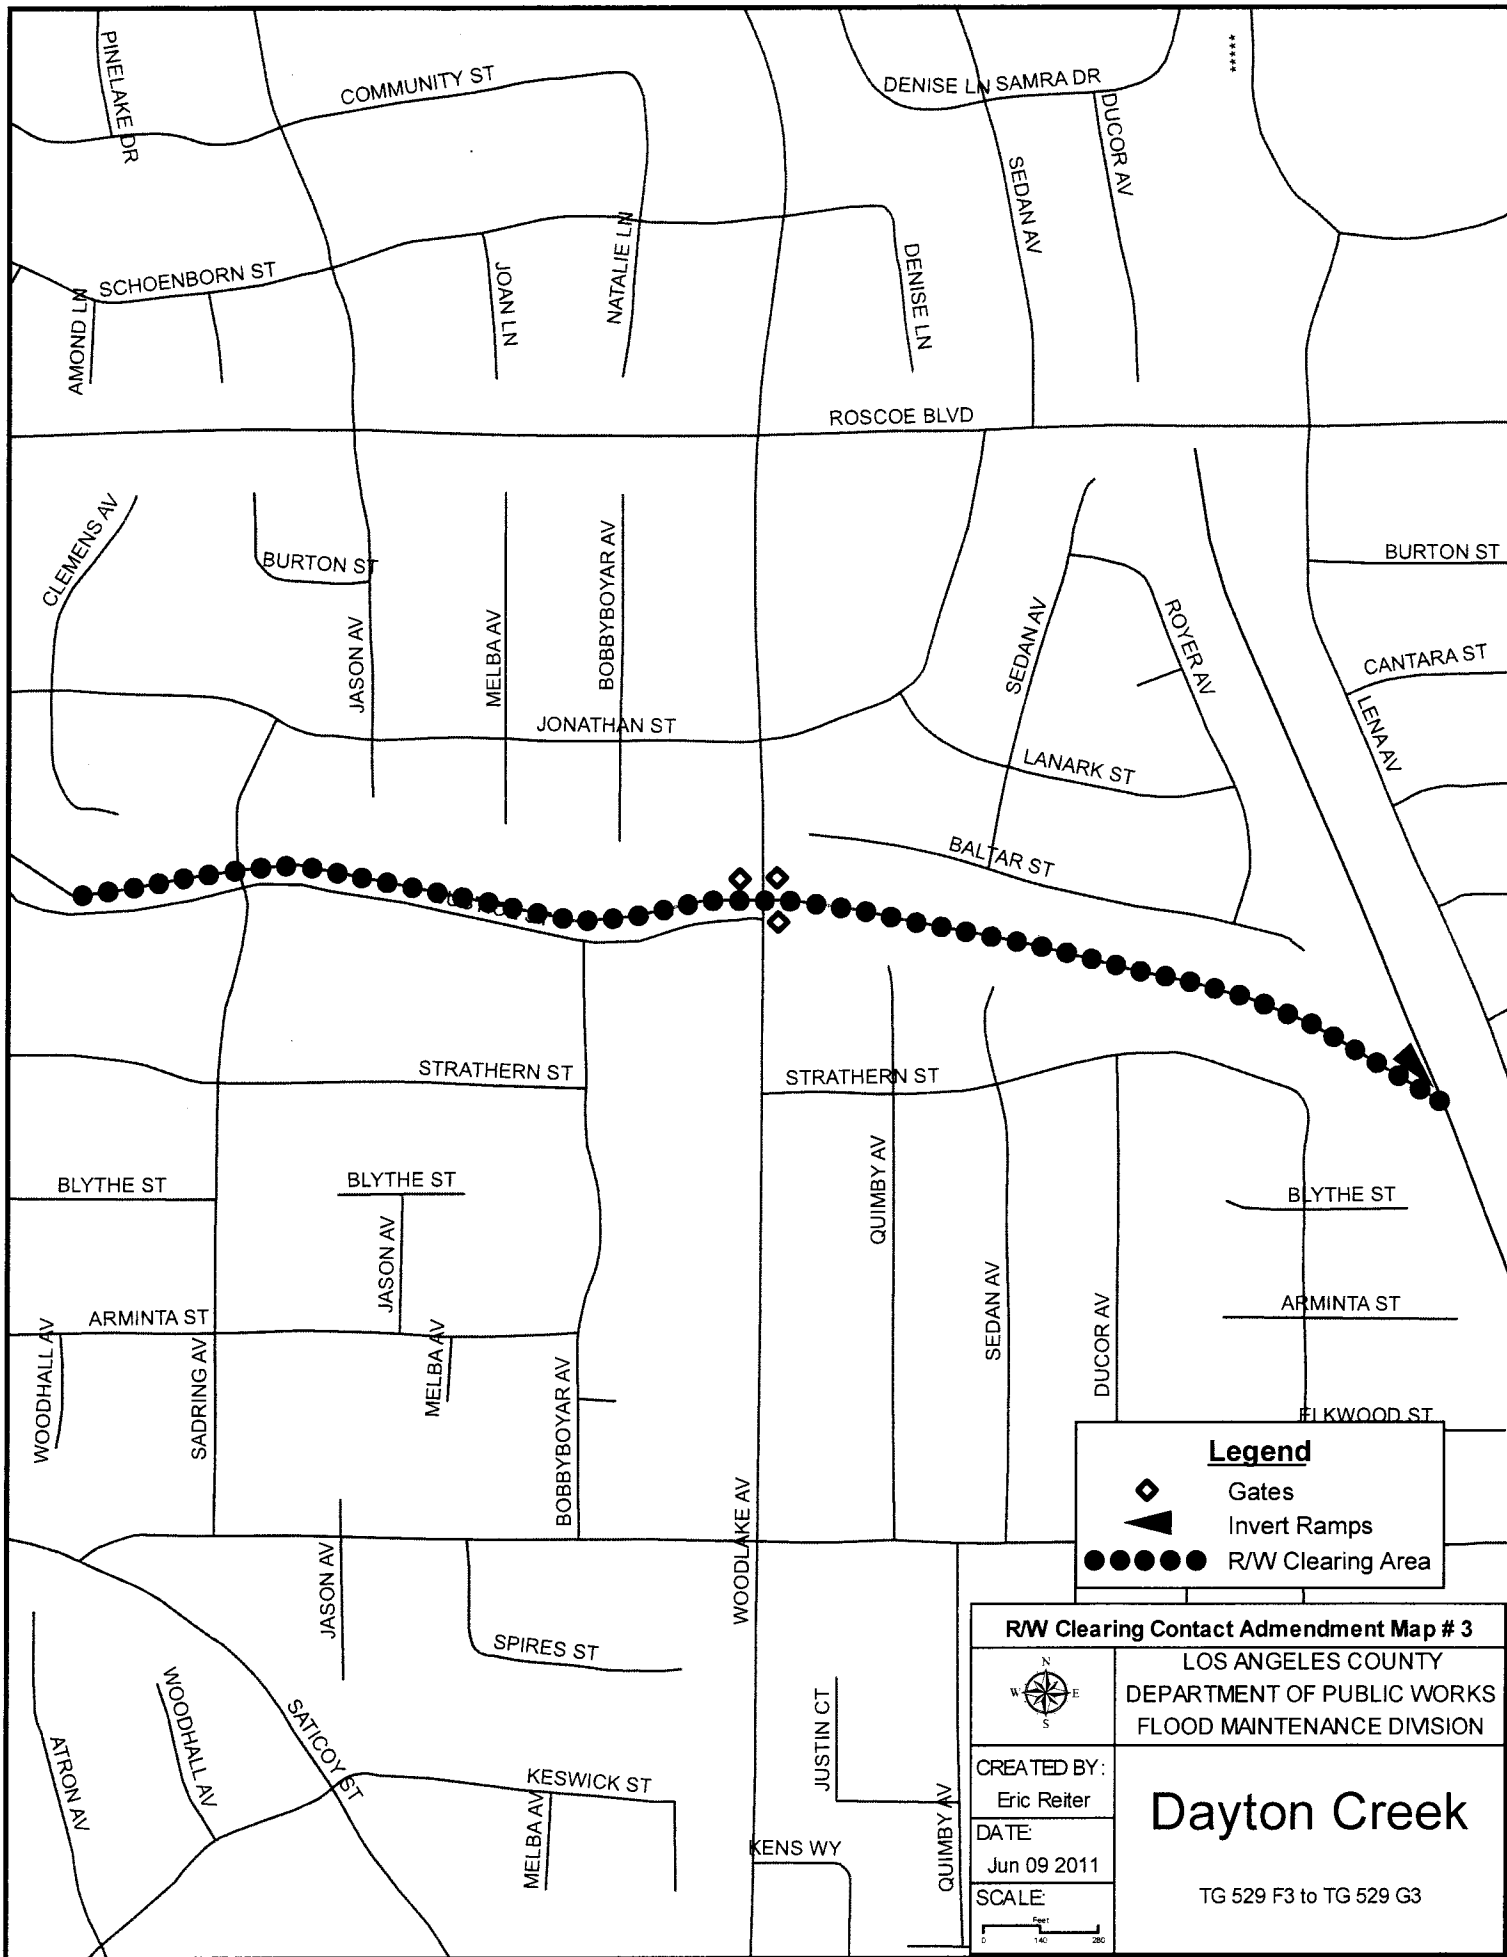 PINELAKE DR
COMMUNITY ST
DENISE LN SAMRA DR
DUCOR AV
*****
SEDAN AV
NATALIE LN
JOAN LN
DENISE LN
SCHOENBORN ST
AMOND LN
ROSCOE BLVD
CLEMENS AV
BURTON ST
BURTON ST
JASON AV
MELBA AV
BOBBYBOYAR AV
SEDAN AV
ROYER AV
CANTARA ST
LENA AV
JONATHAN ST
LANARK ST
BALTAR ST
STRATHERN ST
STRATHERN ST
BLYTHE ST
BLYTHE ST
BLYTHE ST
JASON AV
QUIMBY AV
SEDAN AV
DUCOR AV
ARMINTA ST
ARMINTA ST
WOODHALL AV
SADRING AV
MELBA AV
BOBBYBOYAR AV
ELKWOOD ST
WOODLAKE AV
JASON AV
SPIRES ST
WOODHALL AV
SATICOY ST
ATRON AV
KESWICK ST
MELBA AV
JUSTIN CT
KENS WY
QUIMBY AV
Legend
Gates
Invert Ramps
R/W Clearing Area
R/W Clearing Contact Admendment Map # 3
N
W E
S
LOS ANGELES COUNTY
DEPARTMENT OF PUBLIC WORKS
FLOOD MAINTENANCE DIVISION
CREATED BY:
Eric Reiter
DATE:
Jun 09 2011
SCALE:
Feet
0 140 280
Dayton Creek
TG 529 F3 to TG 529 G3